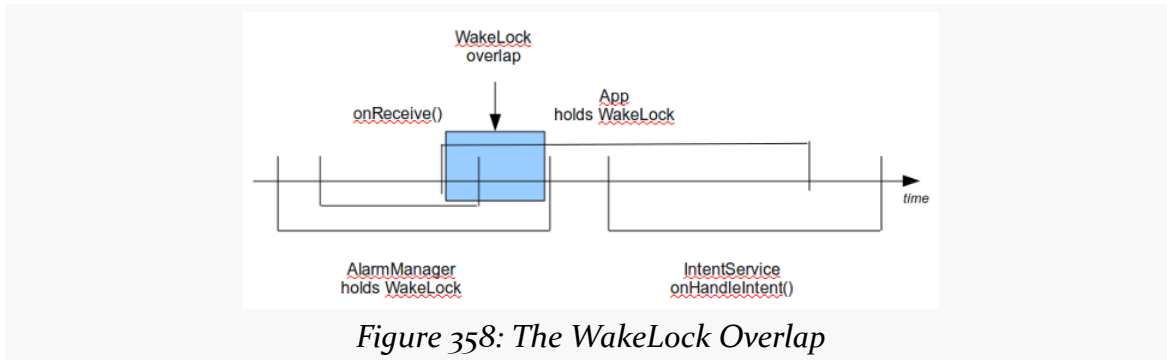 WakeLock
overlap
onReceive()
App
holds WakeLock
time
AlarmManager
holds WakeLock
IntentService
onHandleIntent()
Figure 358: The WakeLock Overlap